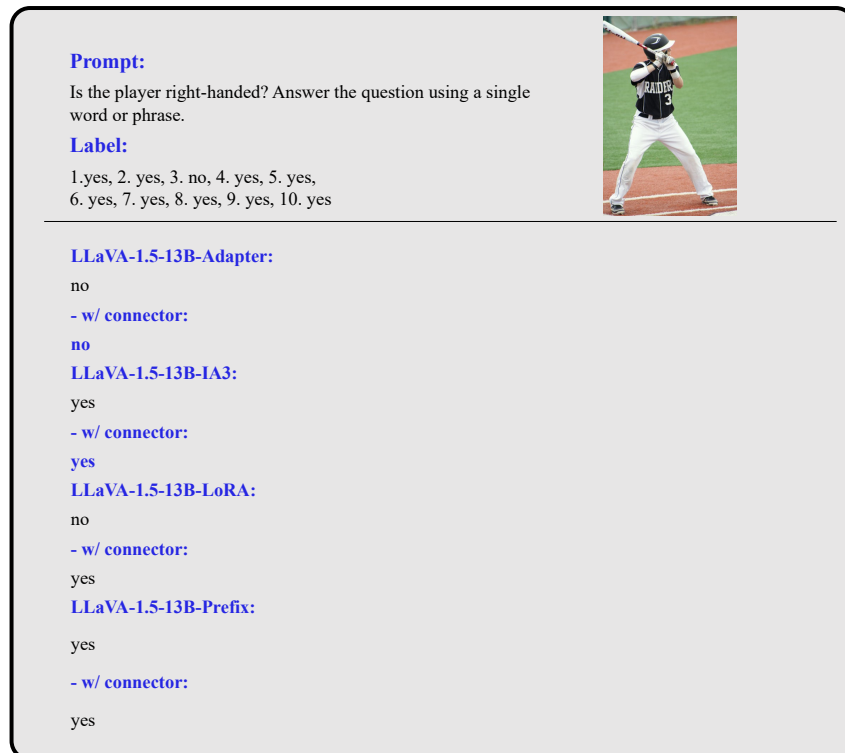 Prompt:
Is the player right-handed? Answer the question using a single
word or phrase.
Label:
1.yes, 2. yes, 3. no, 4. yes, 5. yes,
6. yes, 7. yes, 8. yes, 9. yes, 10. yes
RAIDER
3
LLaVA-1.5-13B-Adapter:
no
- w/ connector:
no
LLaVA-1.5-13B-IA3:
yes
- w/ connector:
yes
LLaVA-1.5-13B-LoRA:
no
- w/ connector:
yes
LLaVA-1.5-13B-Prefix:
yes
- w/ connector:
yes